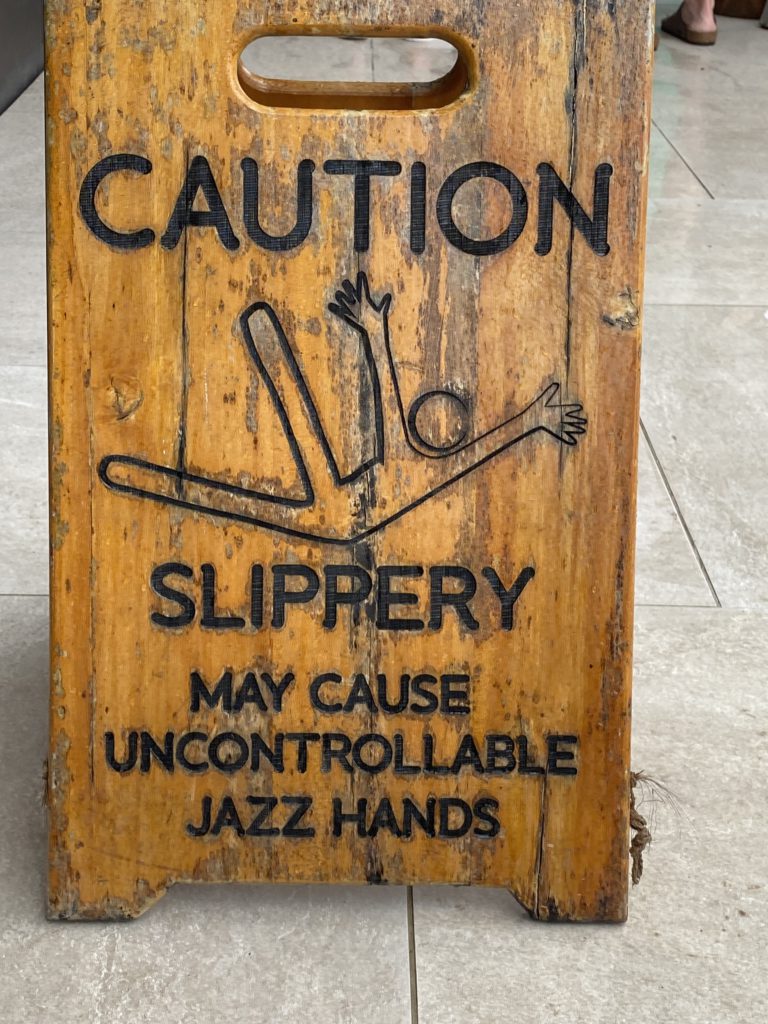 CAUTION
SLIPPERY
MAY CAUSE
UNCONTROLLABLE
JAZZ HANDS